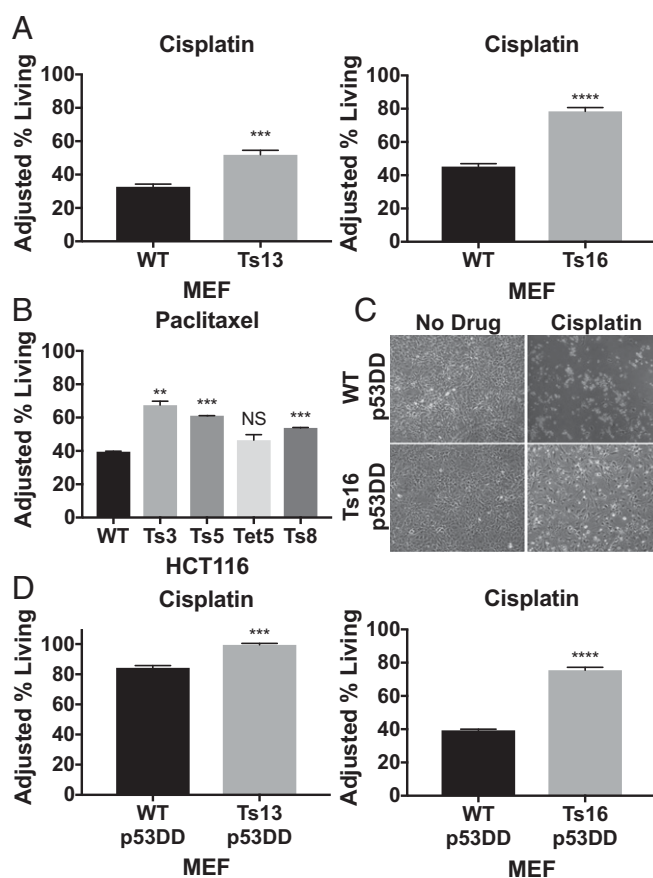 A
Cisplatin
Adjusted % Living
100
80
60
40
20
0
***
WT Ts13
MEF
Cisplatin
Adjusted % Living
100
80
60
40
20
0
****
WT Ts16
MEF
B
Paclitaxel
Adjusted % Living
100
80
60
40
20
0
**
***
NS
***
WT Ts3 Ts5 Tet5 Ts8
HCT116
C
No Drug Cisplatin
WT
p53DD
Ts16
p53DD
D
Cisplatin
Adjusted % Living
100
80
60
40
20
0
***
WT Ts13
p53DD p53DD
MEF
Cisplatin
Adjusted % Living
100
80
60
40
20
0
****
WT Ts16
p53DD p53DD
MEF